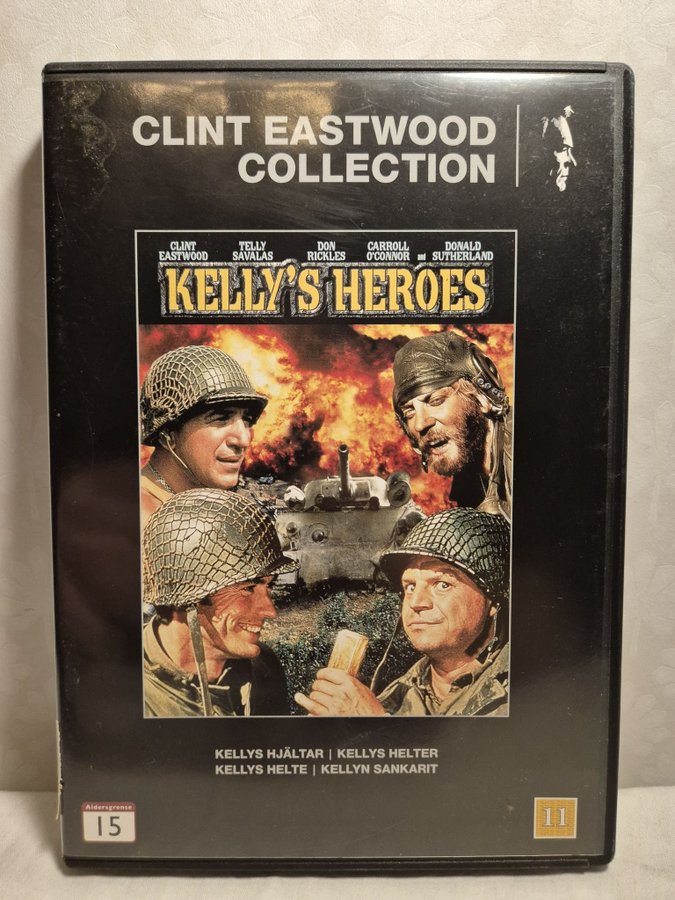 CLINT EASTWOOD
COLLECTION
CLINT EASTWOOD TELLY SAVALAS DON RICKLES CARROLL O'CONNOR and DONALD SUTHERLAND
KELLY'S HEROES
KELLYS HJÄLTAR | KELLYS HELTER
KELLYS HELTE | KELLYN SANKARIT
Aldersgrense
15
11